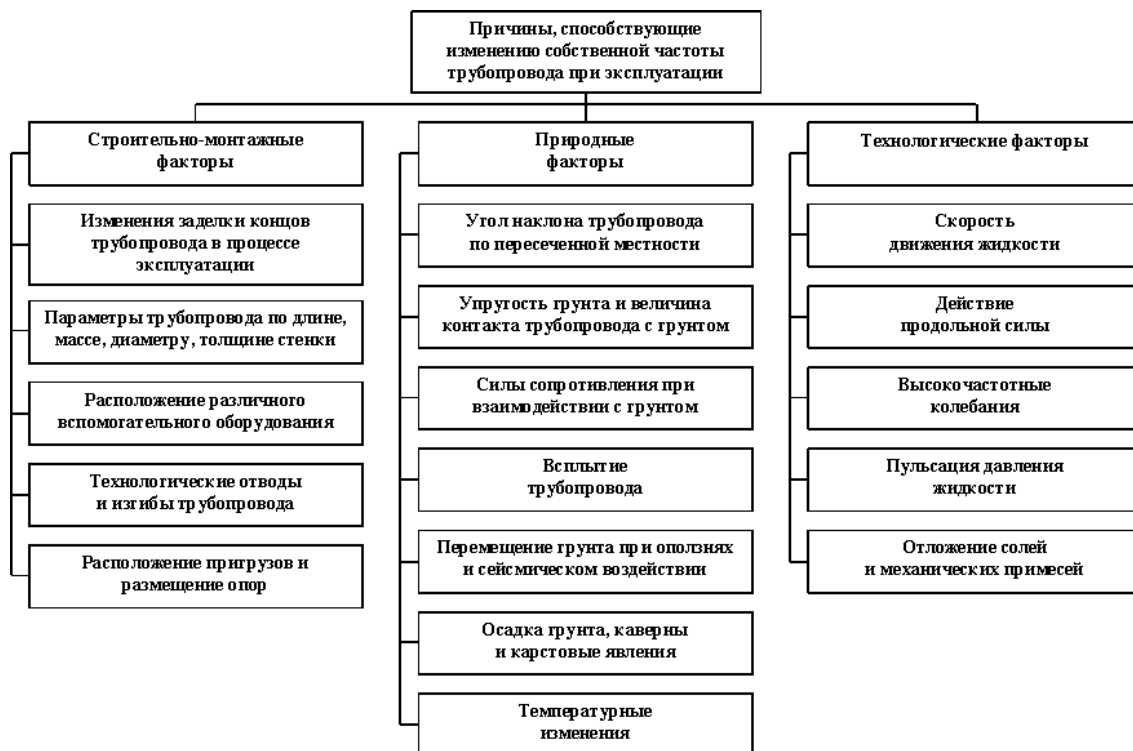 Причины, способствующие
изменению собственной частоты
трубопровода при эксплуатации
Строительно-монтажные
факторы
Изменения заделки концов
трубопровода в процессе
эксплуатации
Параметры трубопровода по длине,
массе, диаметру, толщине стенки
Расположение различного
вспомогательного оборудования
Технологические отводы
и изгибы трубопровода
Расположение пригрузов и
размещение опор
Природные
факторы
Угол наклона трубопровода
по пересеченной местности
Упругость грунта и величина
контакта трубопровода с грунтом
Силы сопротивления при
взаимодействии с грунтом
Всплытие
трубопровода
Перемещение грунта при оползнях
и сейсмическом воздействии
Осадка грунта, каверны
и карстовые явления
Температурные
изменения
Технологические факторы
Скорость
движения жидкости
Действие
продольной силы
Высокочастотные
колебания
Пульсация давления
жидкости
Отложение солей
и механических примесей